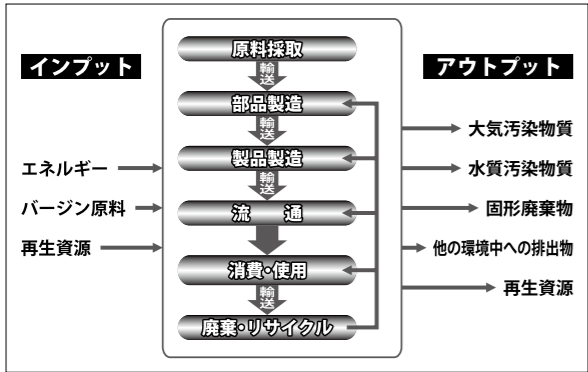 インプット
エネルギー
バージン原料
再生資源
原料採取
輸送
部品製造
輸送
製品製造
輸送
流通
消費・使用
輸送
廃棄・リサイクル
アウトプット
大気汚染物質
水質汚染物質
固形廃棄物
他の環境中への排出物
再生資源